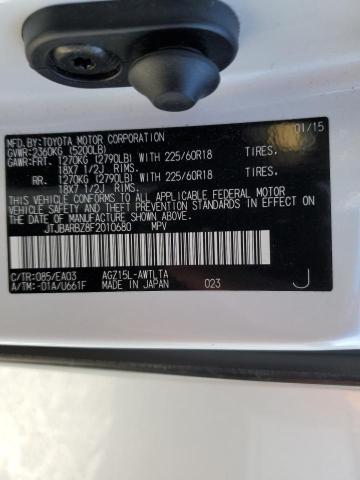 MFD.BY:TOYOTA MOTOR CORPORATION 01/15
GVWR:2360KG (5200LB)
GAWR:FRT. 1270KG (2790LB) WITH 225/60R18 TIRES.
18X7 1/2J RIMS.
RR. 1270KG (2790LB) WITH 225/60R18 TIRES.
18X7 1/2J RIMS.
THIS VEHICLE CONFORMS TO ALL APPLICABLE FEDERAL MOTOR
VEHICLE SAFETY STANDARDS IN EFFECT ON
THE DATE OF MANUFACTURE SHOWN ABOVE.
JTJBARBZ8F2010680 MPV
C/TR:085/EA03 AGZ15L-AWTLTA
A/TM:-01A/U661F MADE IN JAPAN 023 J